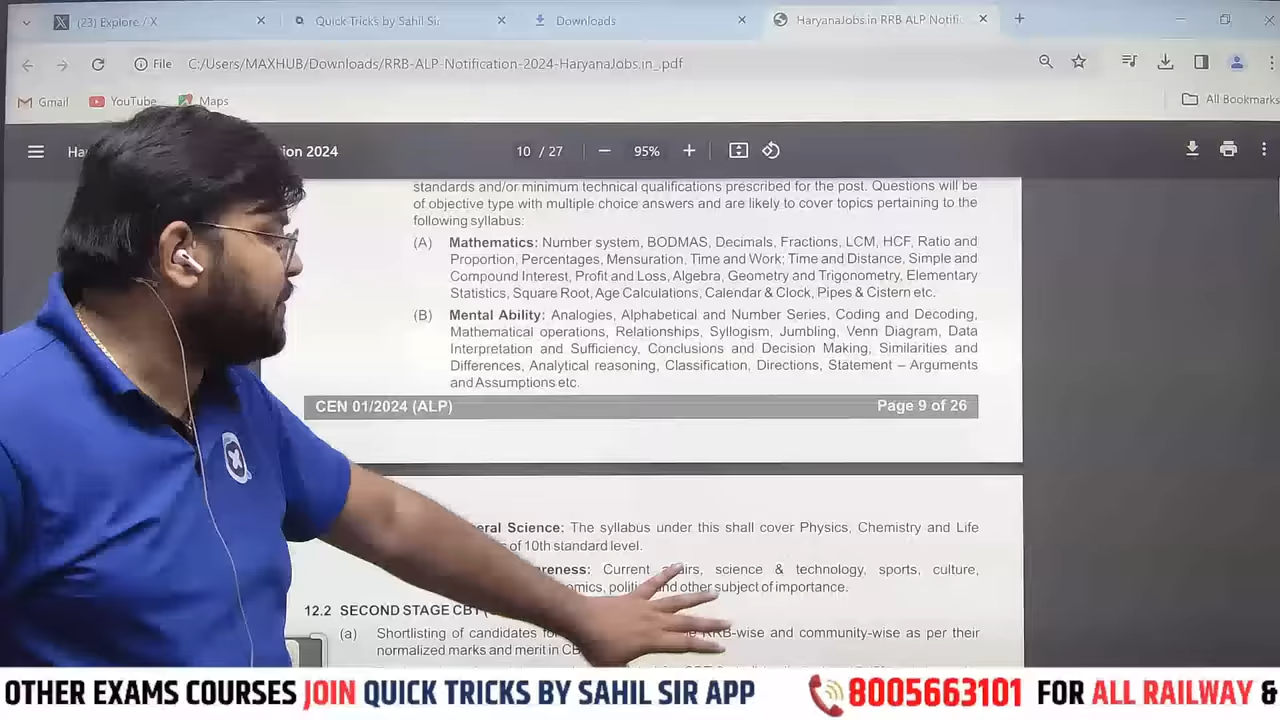 (23) Explore / X
Quick Tricks by Sahil Sir
Downloads
HaryanaJobs.in RRB ALP Notifi
File C:/Users/MAXHUB/Downloads/RRB-ALP-Notification-2024-HaryanaJobs.in_.pdf
Gmail YouTube Maps All Bookmarks
Ha ion 2024 10 / 27 95%
standards and/or minimum technical qualifications prescribed for the post. Questions will be
of objective type with multiple choice answers and are likely to cover topics pertaining to the
following syllabus:
(A) Mathematics: Number system, BODMAS, Decimals, Fractions, LCM, HCF, Ratio and
Proportion, Percentages, Mensuration, Time and Work; Time and Distance, Simple and
Compound Interest, Profit and Loss, Algebra, Geometry and Trigonometry, Elementary
Statistics, Square Root, Age Calculations, Calendar & Clock, Pipes & Cistern etc.
(B) Mental Ability: Analogies, Alphabetical and Number Series, Coding and Decoding,
Mathematical operations, Relationships, Syllogism, Jumbling, Venn Diagram, Data
Interpretation and Sufficiency, Conclusions and Decision Making, Similarities and
Differences, Analytical reasoning, Classification, Directions, Statement – Arguments
and Assumptions etc.
CEN 01/2024 (ALP) Page 9 of 26
eral Science: The syllabus under this shall cover Physics, Chemistry and Life
of 10th standard level.
reness: Current affairs, science & technology, sports, culture,
omics, politi and other subject of importance.
12.2 SECOND STAGE CBT
(a) Shortlisting of candidates RRB-wise and community-wise as per their
normalized marks and merit in
OTHER EXAMS COURSES JOIN QUICK TRICKS BY SAHIL SIR APP 8005663101 FOR ALL RAILWAY &